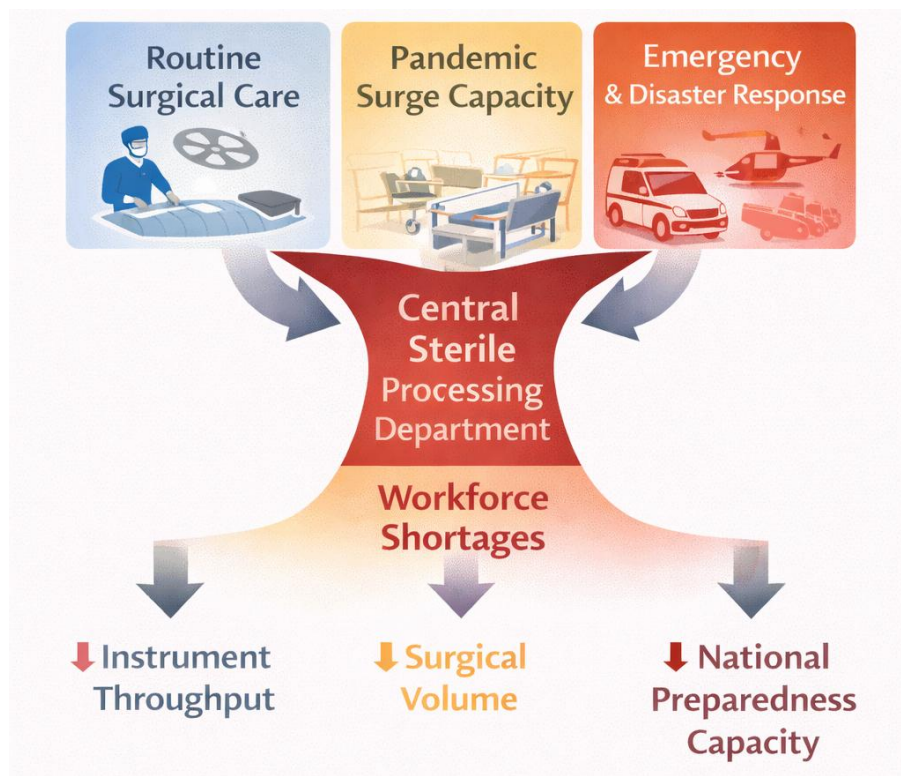 Routine
Surgical Care
Pandemic
Surge Capacity
Emergency
& Disaster Response
Central
Sterile
Processing
Department
Workforce
Shortages
Instrument
Throughput
Surgical
Volume
National
Preparedness
Capacity